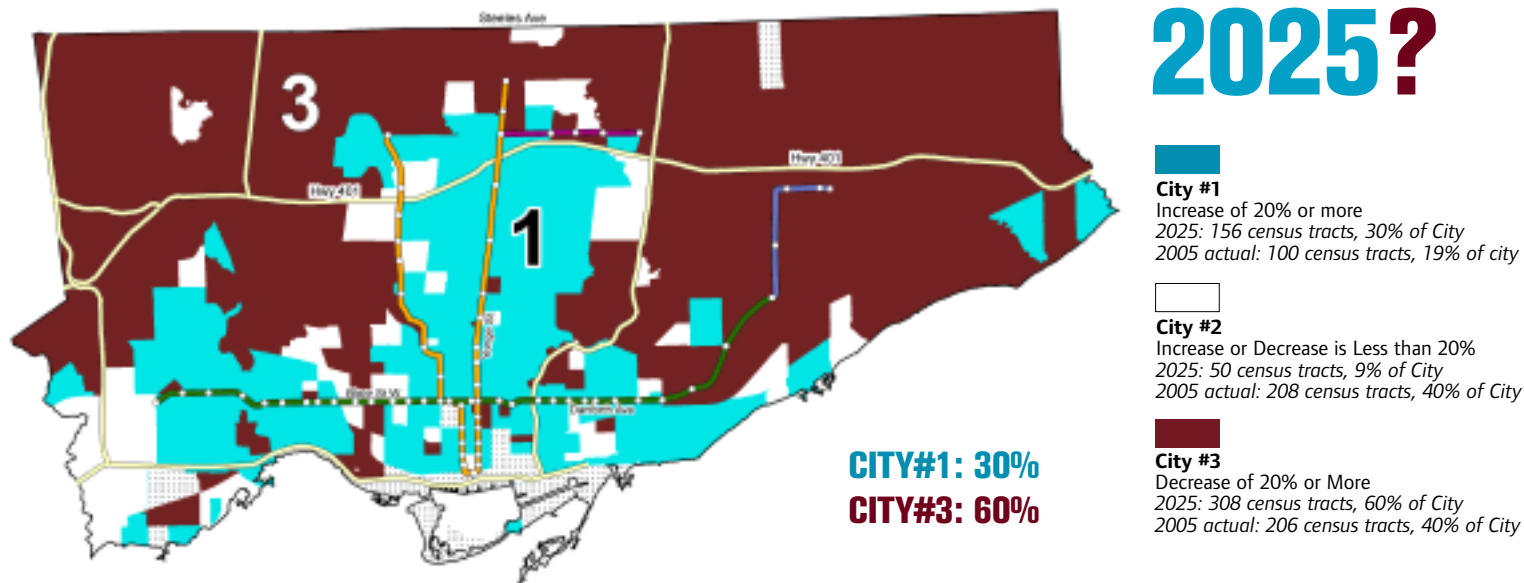 Steeles Ave
2025?
3
Hwy 401
Hwy 401
1
Yonge St
Bloor St W
Danforth Ave
CITY#1: 30%
CITY#3: 60%
City #1
Increase of 20% or more
2025: 156 census tracts, 30% of City
2005 actual: 100 census tracts, 19% of city
City #2
Increase or Decrease is Less than 20%
2025: 50 census tracts, 9% of City
2005 actual: 208 census tracts, 40% of City
City #3
Decrease of 20% or More
2025: 308 census tracts, 60% of City
2005 actual: 206 census tracts, 40% of City